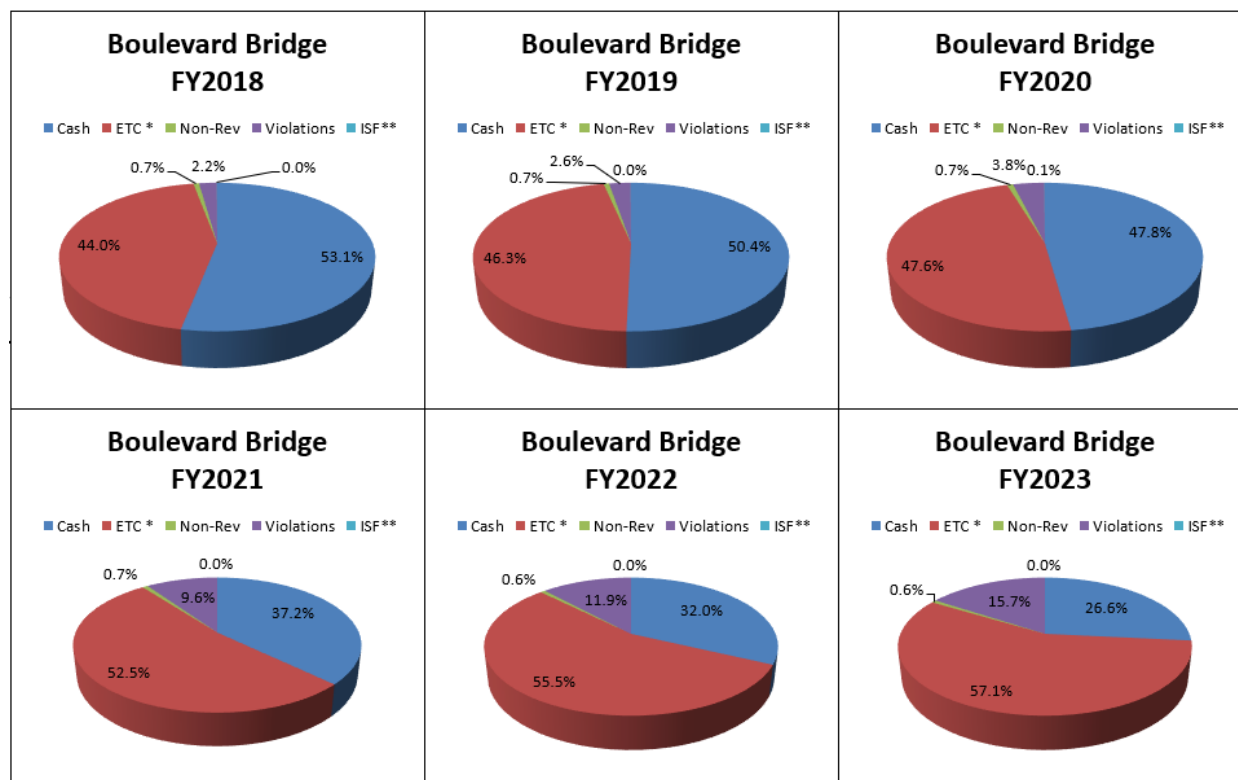 Boulevard Bridge
FY2018
Cash ETC * Non-Rev Violations ISF**
0.7% 2.2% 0.0%
44.0% 53.1%
Boulevard Bridge
FY2019
Cash ETC * Non-Rev Violations ISF**
2.6% 0.0%
0.7%
46.3% 50.4%
Boulevard Bridge
FY2020
Cash ETC * Non-Rev Violations ISF**
0.7% 3.8% 0.1%
47.8%
47.6%
Boulevard Bridge
FY2021
Cash ETC * Non-Rev Violations ISF**
0.7% 0.0%
9.6% 37.2%
52.5%
Boulevard Bridge
FY2022
Cash ETC * Non-Rev Violations ISF**
0.0%
0.6%
11.9% 32.0%
55.5%
Boulevard Bridge
FY2023
Cash ETC * Non-Rev Violations ISF**
0.0%
0.6% 15.7% 26.6%
57.1%